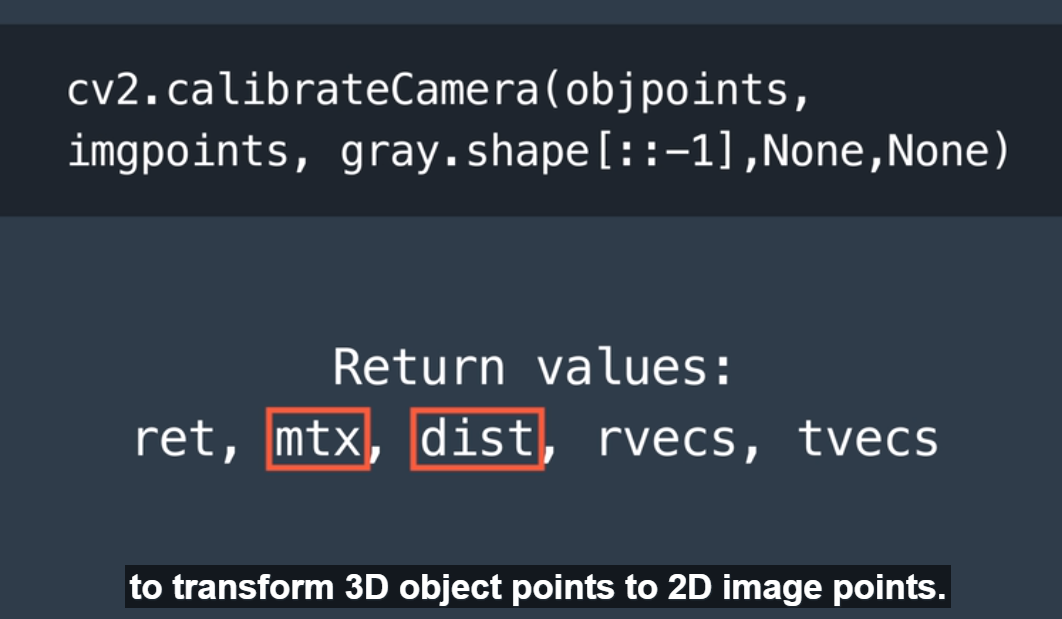 cv2.calibrateCamera(objpoints,
imgpoints, gray.shape[::-1],None,None)
Return values:
ret, mtx, dist, rvecs, tvecs
to transform 3D object points to 2D image points.